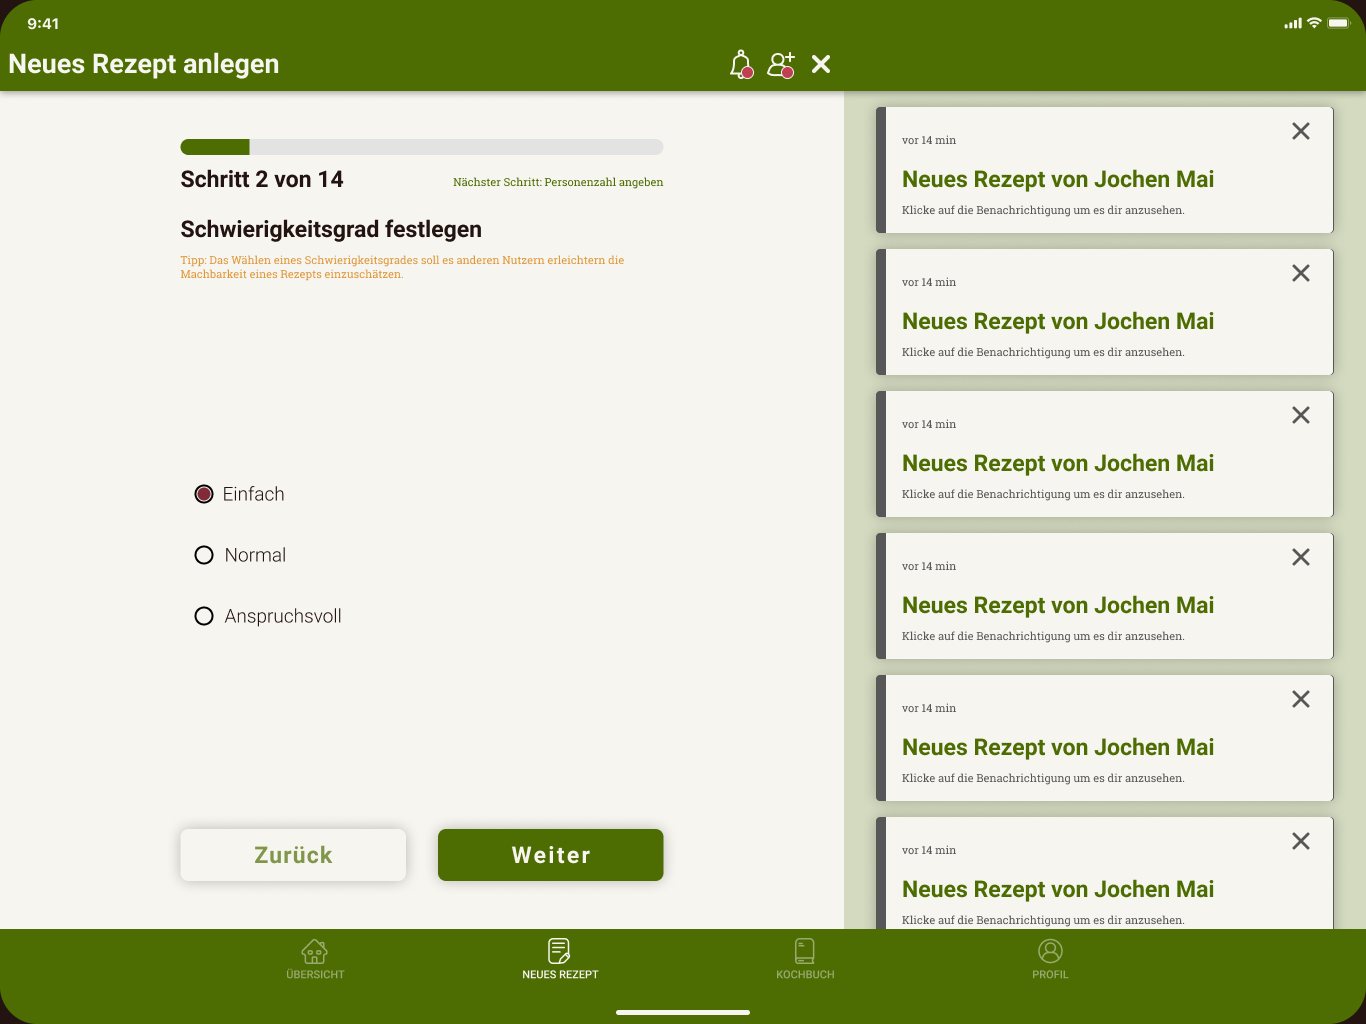 9:41
Neues Rezept anlegen
Schritt 2 von 14
Nächster Schritt: Personenzahl angeben
Schwierigkeitsgrad festlegen
Tipp: Das Wählen eines Schwierigkeitsgrades soll es anderen Nutzern erleichtern die
Machbarkeit eines Rezepts einzuschätzen.
Einfach
Normal
Anspruchsvoll
Zurück
Weiter
vor 14 min
Neues Rezept von Jochen Mai
Klicke auf die Benachrichtigung um es dir anzusehen.
vor 14 min
Neues Rezept von Jochen Mai
Klicke auf die Benachrichtigung um es dir anzusehen.
vor 14 min
Neues Rezept von Jochen Mai
Klicke auf die Benachrichtigung um es dir anzusehen.
vor 14 min
Neues Rezept von Jochen Mai
Klicke auf die Benachrichtigung um es dir anzusehen.
vor 14 min
Neues Rezept von Jochen Mai
Klicke auf die Benachrichtigung um es dir anzusehen.
vor 14 min
Neues Rezept von Jochen Mai
Klicke auf die Benachrichtigung um es dir anzusehen.
ÜBERSICHT
NEUES REZEPT
KOCHBUCH
PROFIL